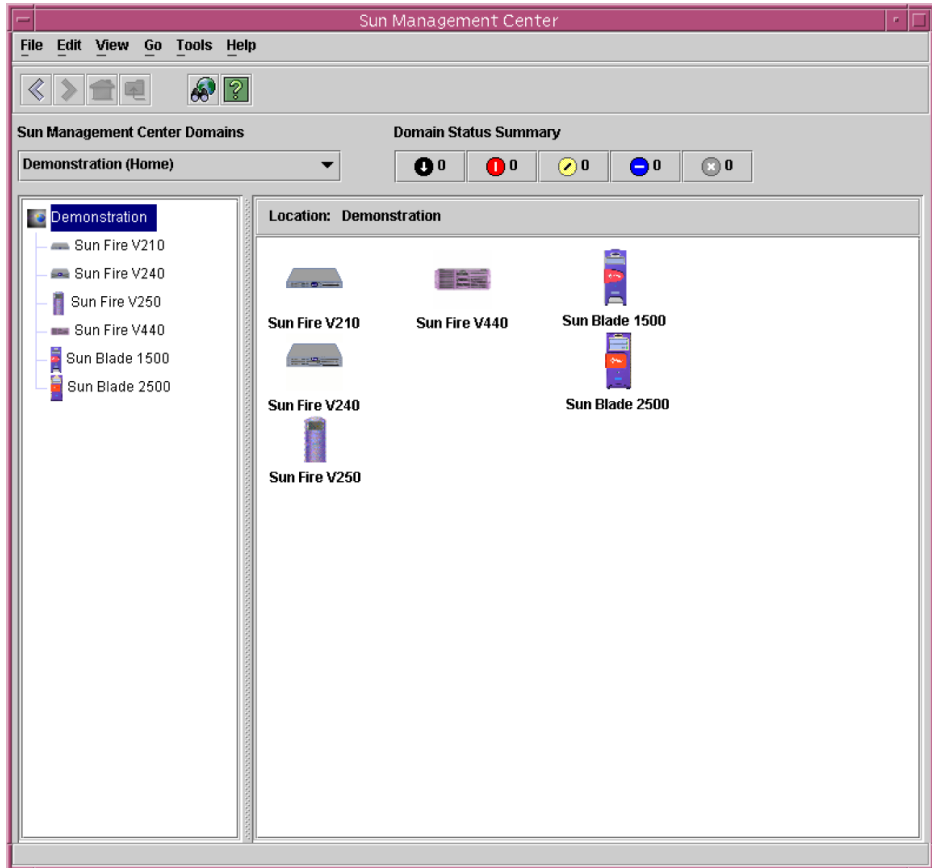 Sun Management Center
File Edit View Go Tools Help
Sun Management Center Domains
Domain Status Summary
Demonstration (Home)
0 0 0 0 0
Demonstration
Sun Fire V210
Sun Fire V240
Sun Fire V250
Sun Fire V440
Sun Blade 1500
Sun Blade 2500
Location: Demonstration
Sun Fire V210
Sun Fire V440
Sun Blade 1500
Sun Fire V240
Sun Blade 2500
Sun Fire V250